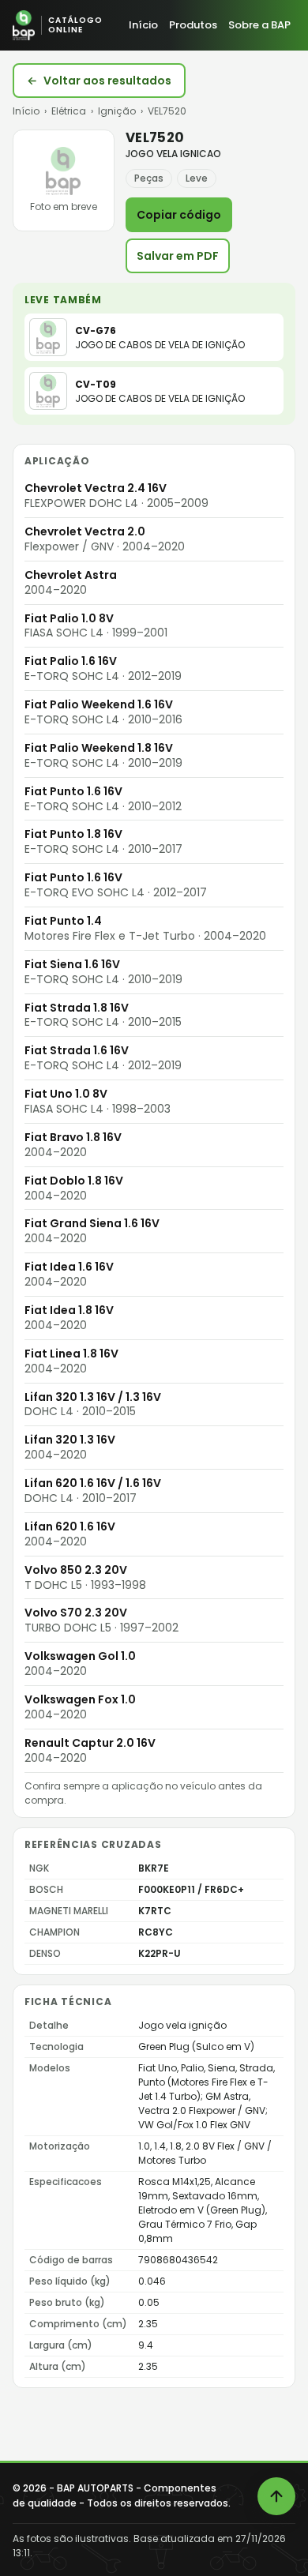 bap
CATÁLOGO
ONLINE
Início Produtos Sobre a BAP
← Voltar aos resultados
Início › Elétrica › Ignição › VEL7520
bap
Foto em breve
VEL7520
JOGO VELA IGNICAO
Peças Leve
Copiar código
Salvar em PDF
LEVE TAMBÉM
bap
CV-G76
JOGO DE CABOS DE VELA DE IGNIÇÃO
bap
CV-T09
JOGO DE CABOS DE VELA DE IGNIÇÃO
APLICAÇÃO
Chevrolet Vectra 2.4 16V
FLEXPOWER DOHC L4 · 2005–2009
Chevrolet Vectra 2.0
Flexpower / GNV · 2004–2020
Chevrolet Astra
2004–2020
Fiat Palio 1.0 8V
FIASA SOHC L4 · 1999–2001
Fiat Palio 1.6 16V
E-TORQ SOHC L4 · 2012–2019
Fiat Palio Weekend 1.6 16V
E-TORQ SOHC L4 · 2010–2016
Fiat Palio Weekend 1.8 16V
E-TORQ SOHC L4 · 2010–2019
Fiat Punto 1.6 16V
E-TORQ SOHC L4 · 2010–2012
Fiat Punto 1.8 16V
E-TORQ SOHC L4 · 2010–2017
Fiat Punto 1.6 16V
E-TORQ EVO SOHC L4 · 2012–2017
Fiat Punto 1.4
Motores Fire Flex e T-Jet Turbo · 2004–2020
Fiat Siena 1.6 16V
E-TORQ SOHC L4 · 2010–2019
Fiat Strada 1.8 16V
E-TORQ SOHC L4 · 2010–2015
Fiat Strada 1.6 16V
E-TORQ SOHC L4 · 2012–2019
Fiat Uno 1.0 8V
FIASA SOHC L4 · 1998–2003
Fiat Bravo 1.8 16V
2004–2020
Fiat Doblo 1.8 16V
2004–2020
Fiat Grand Siena 1.6 16V
2004–2020
Fiat Idea 1.6 16V
2004–2020
Fiat Idea 1.8 16V
2004–2020
Fiat Linea 1.8 16V
2004–2020
Lifan 320 1.3 16V / 1.3 16V
DOHC L4 · 2010–2015
Lifan 320 1.3 16V
2004–2020
Lifan 620 1.6 16V / 1.6 16V
DOHC L4 · 2010–2017
Lifan 620 1.6 16V
2004–2020
Volvo 850 2.3 20V
T DOHC L5 · 1993–1998
Volvo S70 2.3 20V
TURBO DOHC L5 · 1997–2002
Volkswagen Gol 1.0
2004–2020
Volkswagen Fox 1.0
2004–2020
Renault Captur 2.0 16V
2004–2020
Confira sempre a aplicação no veículo antes da
compra.
REFERÊNCIAS CRUZADAS
NGK BKR7E
BOSCH F000KE0P11 / FR6DC+
MAGNETI MARELLI K7RTC
CHAMPION RC8YC
DENSO K22PR-U
FICHA TÉCNICA
Detalhe Jogo vela ignição
Tecnologia Green Plug (Sulco em V)
Modelos Fiat Uno, Palio, Siena, Strada,
Punto (Motores Fire Flex e T-
Jet 1.4 Turbo); GM Astra,
Vectra 2.0 Flexpower / GNV;
VW Gol/Fox 1.0 Flex GNV
Motorização 1.0, 1.4, 1.8, 2.0 8V Flex / GNV /
Motores Turbo
Especificacoes Rosca M14x1,25, Alcance
19mm, Sextavado 16mm,
Eletrodo em V (Green Plug),
Grau Térmico 7 Frio, Gap
0,8mm
Código de barras 7908680436542
Peso líquido (kg) 0.046
Peso bruto (kg) 0.05
Comprimento (cm) 2.35
Largura (cm) 9.4
Altura (cm) 2.35
© 2026 - BAP AUTOPARTS - Componentes
de qualidade - Todos os direitos reservados.
As fotos são ilustrativas. Base atualizada em 27/11/2026
13:11.